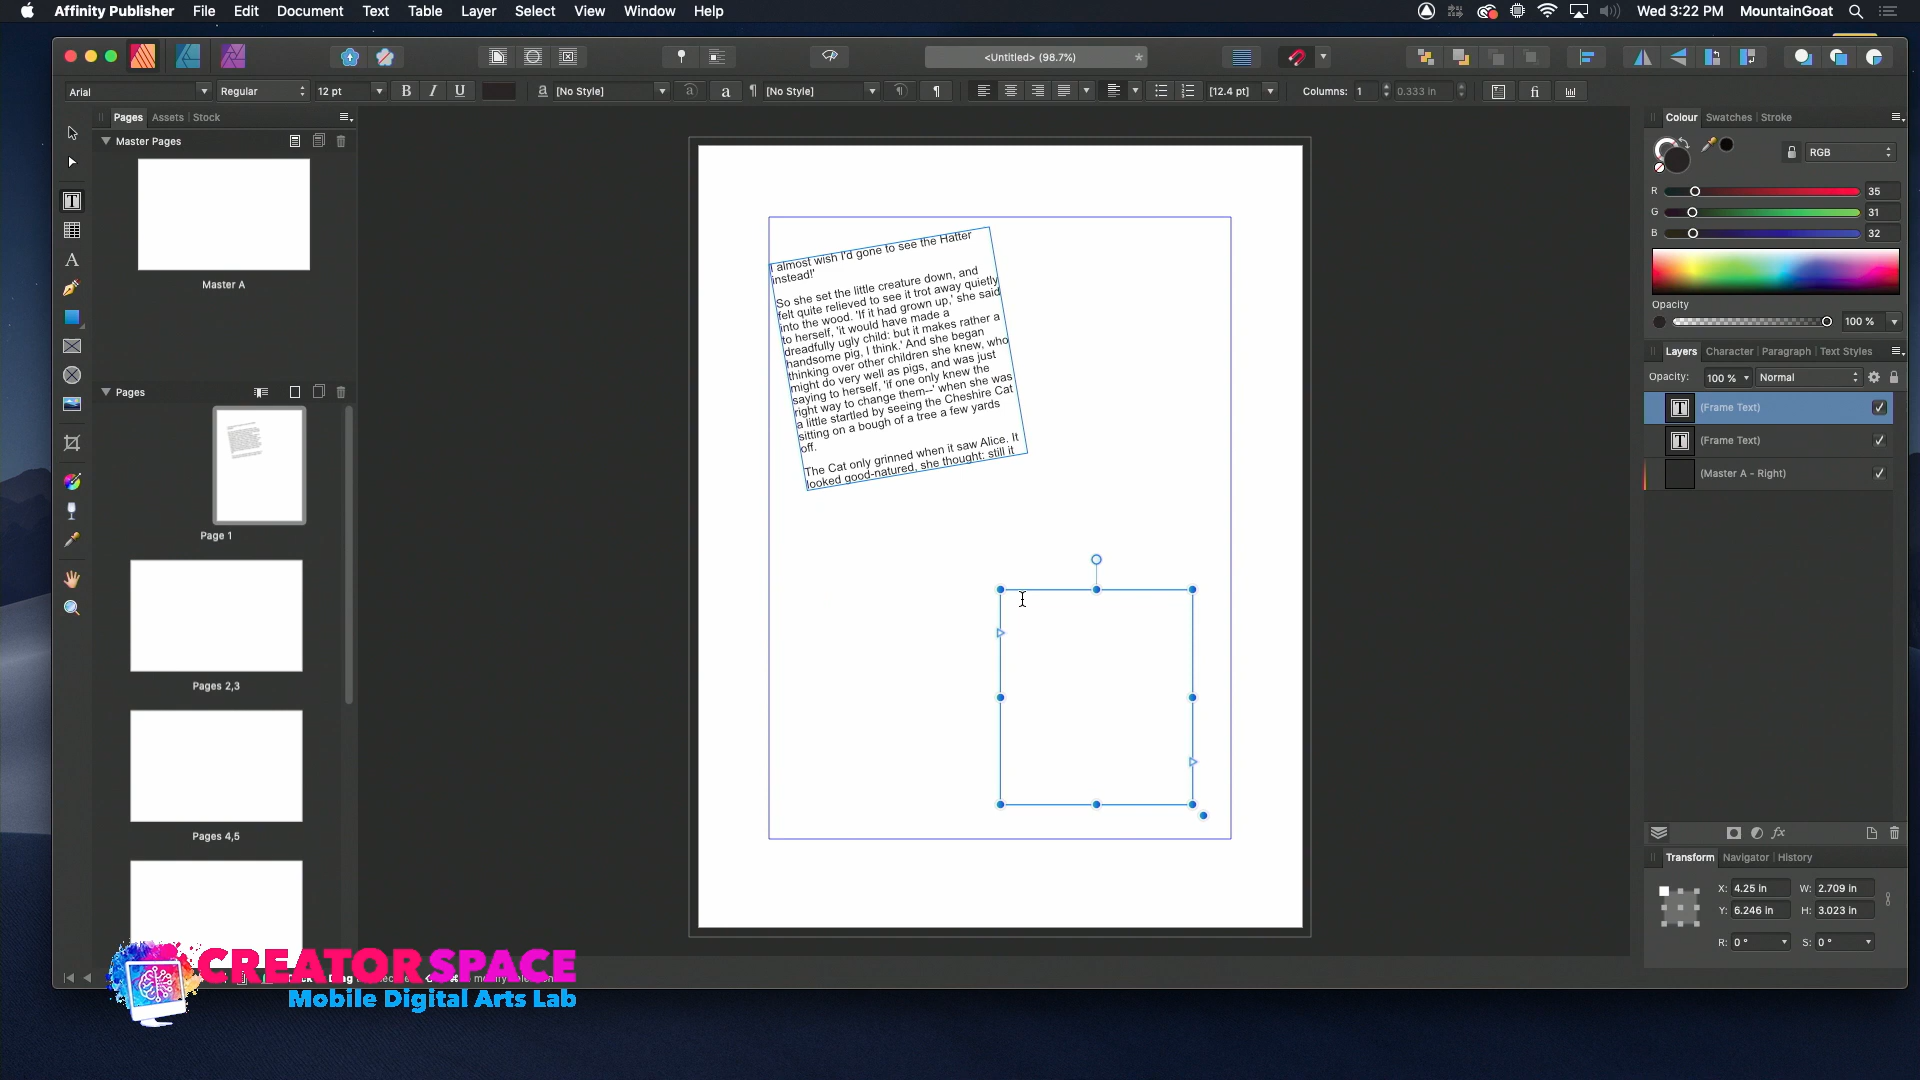 Affinity Publisher File Edit Document Text Table Layer Select View Window Help Wed 3:22 PM MountainGoat
<Untitled> (98.7%)
*
Arial Regular 12 pt B I U a [No Style] a a ¶ [No Style] ¶ [12.4 pt] Columns: 1 0.333 in fi
Pages Assets Stock
Master Pages
Master A
Pages
Page 1
Pages 2,3
Pages 4,5
I almost wish I'd gone to see the Hatter
instead!'
So she set the little creature down, and
felt quite relieved to see it trot away quietly
into the wood. 'If it had grown up,' she said
to herself, 'it would have made a
dreadfully ugly child: but it makes rather a
handsome pig, I think.' And she began
thinking over other children she knew, who
might do very well as pigs, and was just
saying to herself, 'if one only knew the
right way to change them--' when she was
a little startled by seeing the Cheshire Cat
sitting on a bough of a tree a few yards
off.
The Cat only grinned when it saw Alice. It
looked good-natured, she thought: still it
Colour Swatches Stroke
RGB
R 35
G 31
B 32
Opacity
100 %
Layers Character Paragraph Text Styles
Opacity: 100 % Normal
(Frame Text)
(Frame Text)
(Master A - Right)
fx
Transform Navigator History
X: 4.25 in W: 2.709 in
Y: 6.246 in H: 3.023 in
R: 0 ° S: 0 °
CREATORSPACE
Mobile Digital Arts Lab